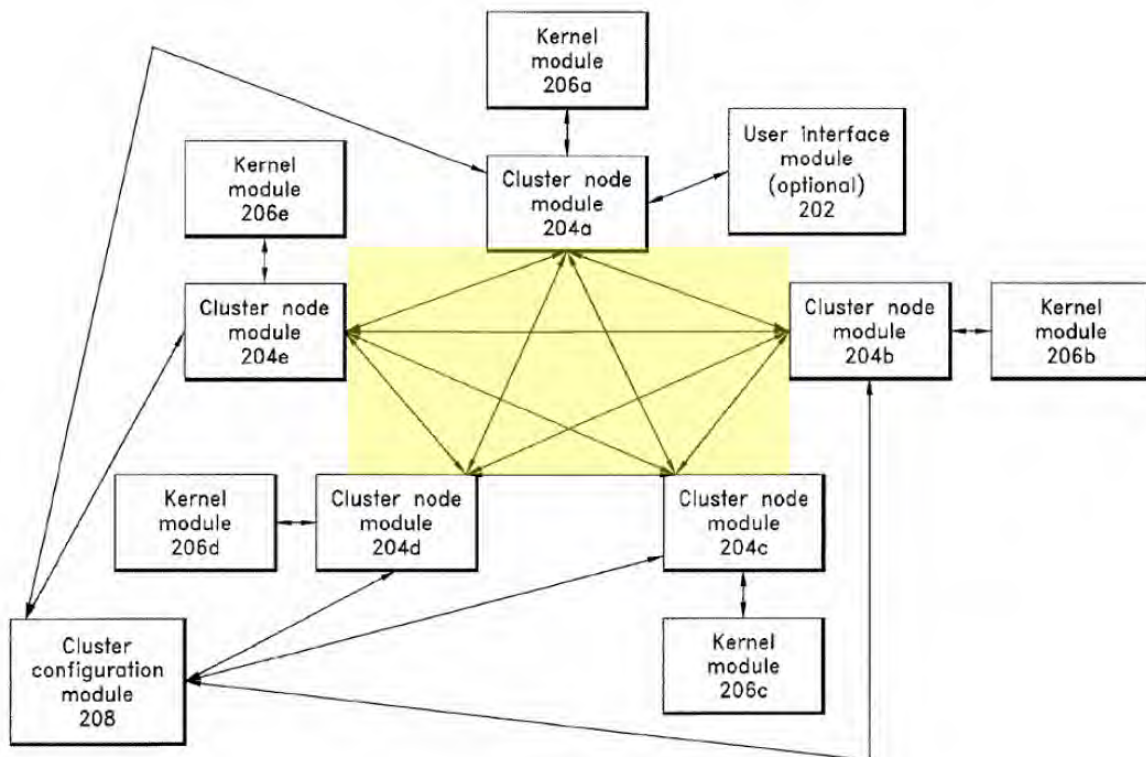 Kernel
module
206a
User interface
module
(optional)
202
Kernel
module
206e
Cluster node
module
204a
Cluster node
module
204e
Cluster node
module
204b
Kernel
module
206b
Kernel
module
206d
Cluster node
module
204d
Cluster node
module
204c
Cluster
configuration
module
208
Kernel
module
206c